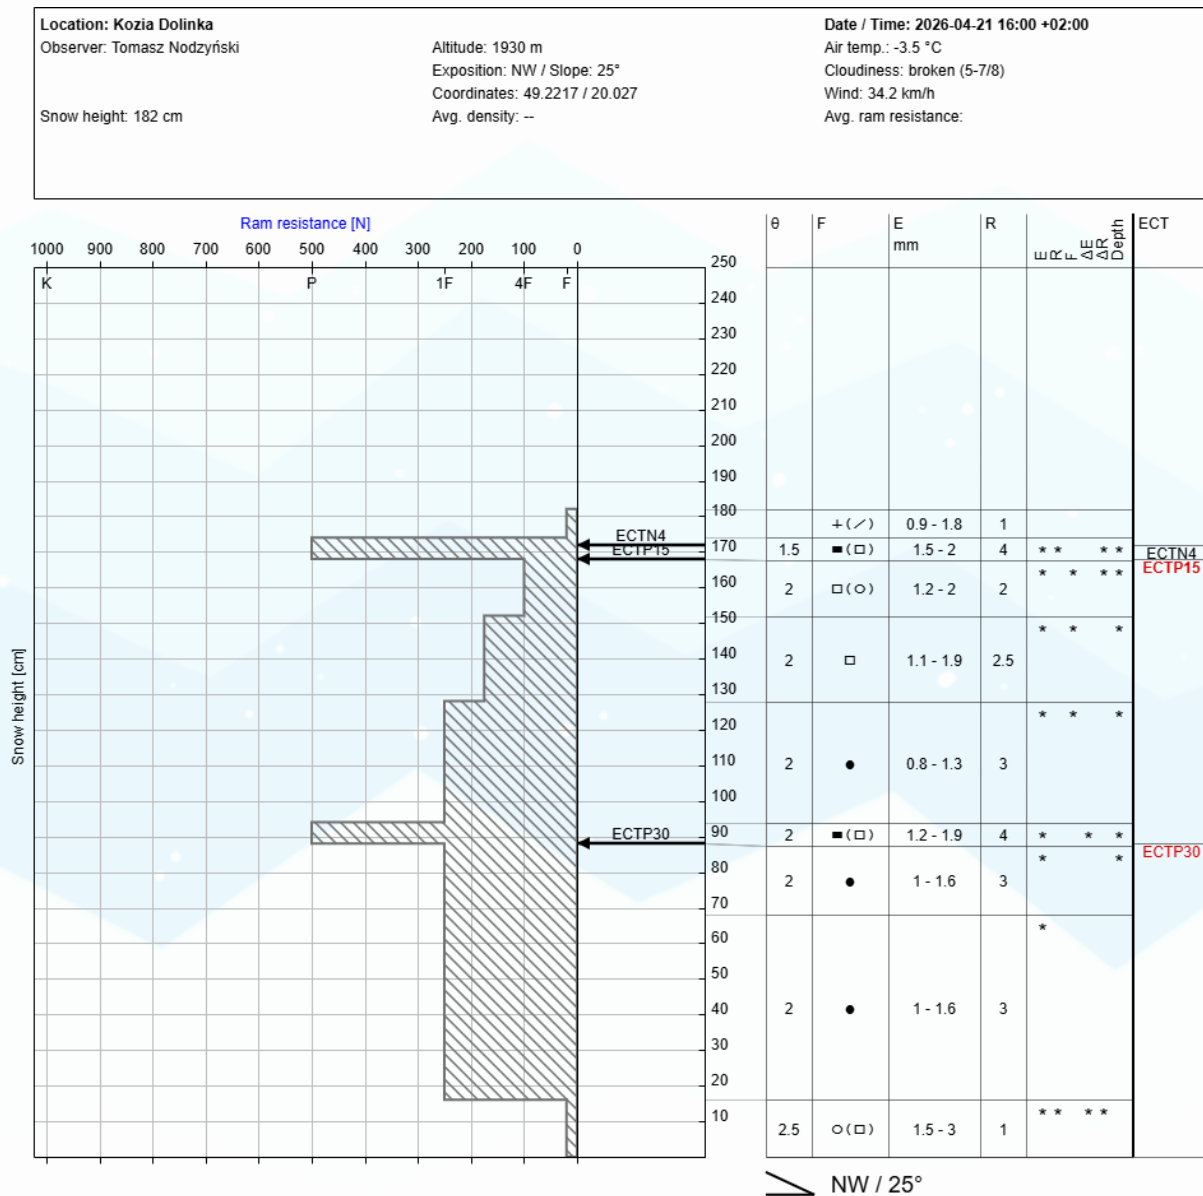 Location: Kozia Dolinka
Observer: Tomasz Nodzyński
Snow height: 182 cm
Altitude: 1930 m
Exposition: NW / Slope: 25°
Coordinates: 49.2217 / 20.027
Avg. density: --
Date / Time: 2026-04-21 16:00 +02:00
Air temp.: -3.5 °C
Cloudiness: broken (5-7/8)
Wind: 34.2 km/h
Avg. ram resistance:
Ram resistance [N]
1000 900 800 700 600 500 400 300 200 100 0
K P 1F 4F F
Snow height [cm]
250
240
230
220
210
200
190
180
170
160
150
140
130
120
110
100
90
80
70
60
50
40
30
20
10
ECTN4
ECTP15
ECTP30
θ F E mm R E R F ΔE ΔR Depth ECT
+(/) 0.9 - 1.8 1
1.5 ■(□) 1.5 - 2 4 * * * * ECTN4
ECTP15
2 □(○) 1.2 - 2 2 * * * *
2 □ 1.1 - 1.9 2.5 * * *
2 ● 0.8 - 1.3 3 * * *
2 ■(□) 1.2 - 1.9 4 * * *
ECTP30
2 ● 1 - 1.6 3 * *
2 ● 1 - 1.6 3 *
2.5 ○(□) 1.5 - 3 1 * * * *
NW / 25°